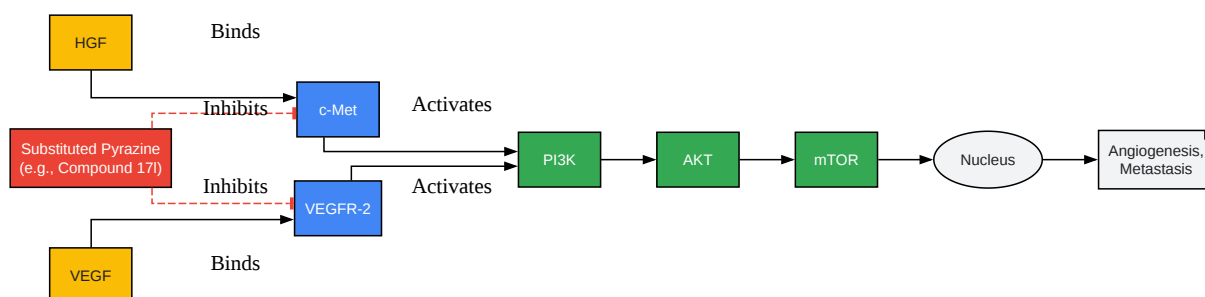 Binds
HGF
Inhibits
c-Met
Activates
Substituted Pyrazine
(e.g., Compound 17l)
PI3K
AKT
mTOR
Nucleus
Angiogenesis,
Metastasis
Inhibits
VEGFR-2
Activates
Binds
VEGF